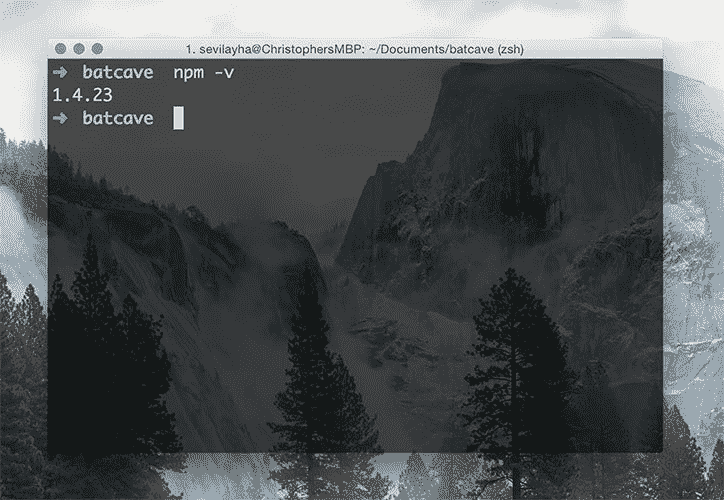 1. sevilayha@ChristophersMBP: ~/Documents/batcave (zsh)
➜ batcave npm -v
1.4.23
➜ batcave